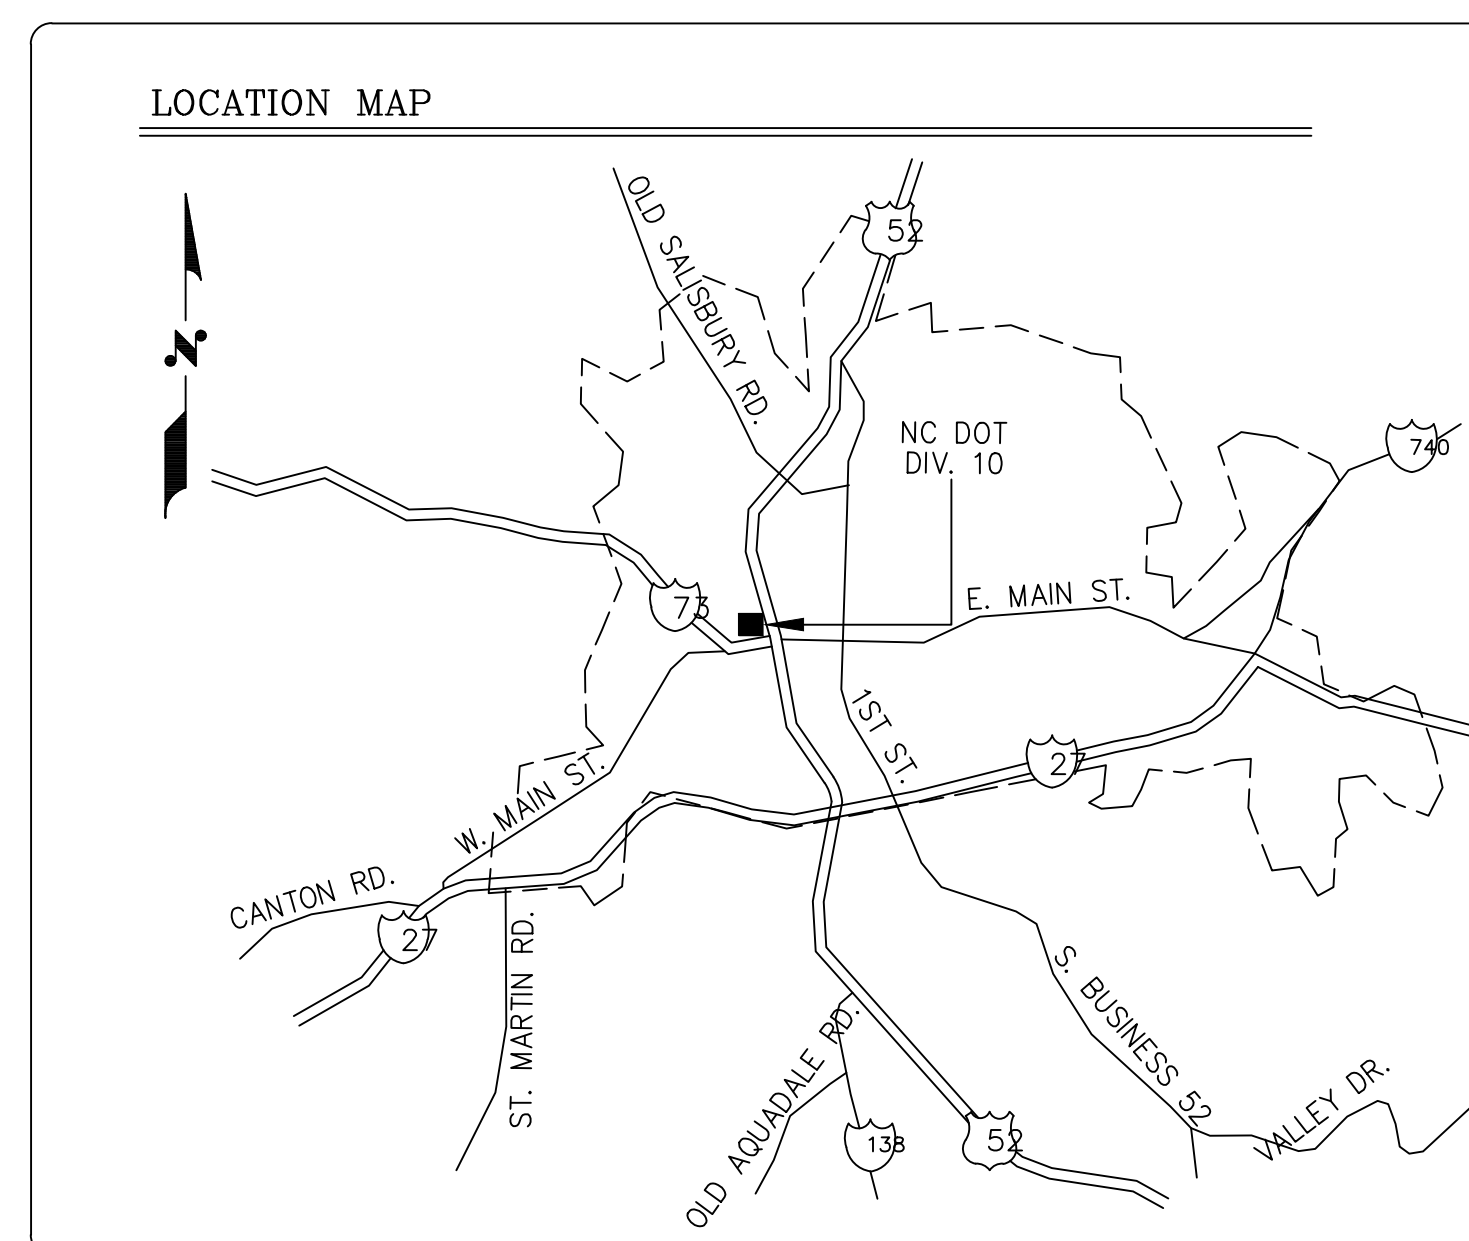 LOCATION MAP
52
OLD SALISBURY RD.
N
NC DOT
DIV. 10
740
73
E. MAIN ST.
1ST ST.
27
W. MAIN ST.
CANTON RD.
27
ST. MARTIN RD.
S. BUSINESS 52
OLD AQUADALE RD.
138
52
VALLEY DR.